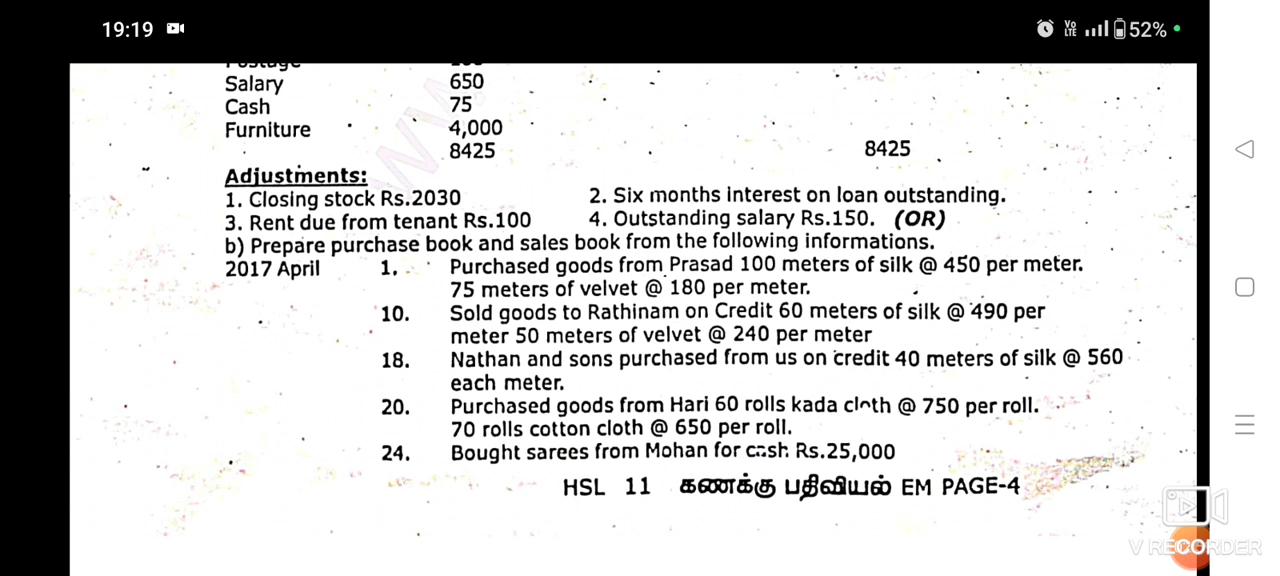 19:19
Vo LTE 52%
Postage
Salary 650
Cash 75
Furniture 4,000
8425 8425
Adjustments:
1. Closing stock Rs.2030 2. Six months interest on loan outstanding.
3. Rent due from tenant Rs.100 4. Outstanding salary Rs.150. (OR)
b) Prepare purchase book and sales book from the following informations.
2017 April 1. Purchased goods from Prasad 100 meters of silk @ 450 per meter.
75 meters of velvet @ 180 per meter.
10. Sold goods to Rathinam on Credit 60 meters of silk @ 490 per
meter 50 meters of velvet @ 240 per meter
18. Nathan and sons purchased from us on credit 40 meters of silk @ 560
each meter.
20. Purchased goods from Hari 60 rolls kada cloth @ 750 per roll.
70 rolls cotton cloth @ 650 per roll.
24. Bought sarees from Mohan for cash Rs.25,000
HSL 11 கணக்கு பதிவியல் EM PAGE-4
V RECORDER